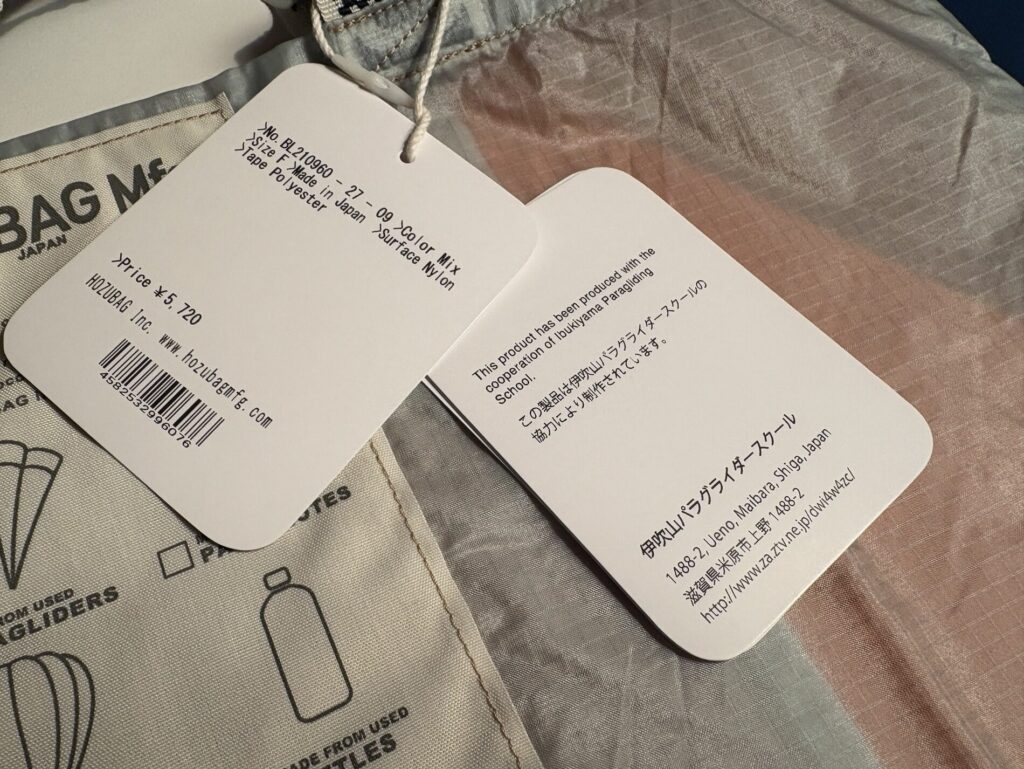 BAG Mf
JAPAN
>No. BL210960 - 27 - 09 >Color Mix
>Size F >Made in Japan >Surface Nylon
>Tape Polyester
>Price ¥5,720
HOZUBAG Inc. www.hozubagmfg.com
4582532996076
This product has been produced with the
cooperation of Ibukiyama Paragliding
School.
この製品は伊吹山パラグライダースクールの
協力により制作されています。
伊吹山パラグライダースクール
1488-2, Ueno, Maibara, Shiga, Japan
滋賀県米原市上野 1488-2
http://www.za.ztv.ne.jp/dwi4w4zc/
FROM USED
AGLIDERS
ADE FROM USED
TTLES